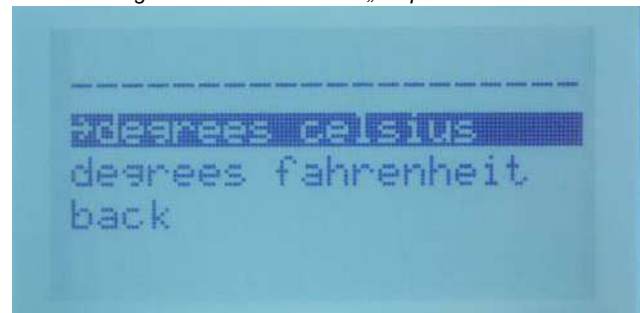 --------------------
→degrees celsius
degrees fahrenheit
back